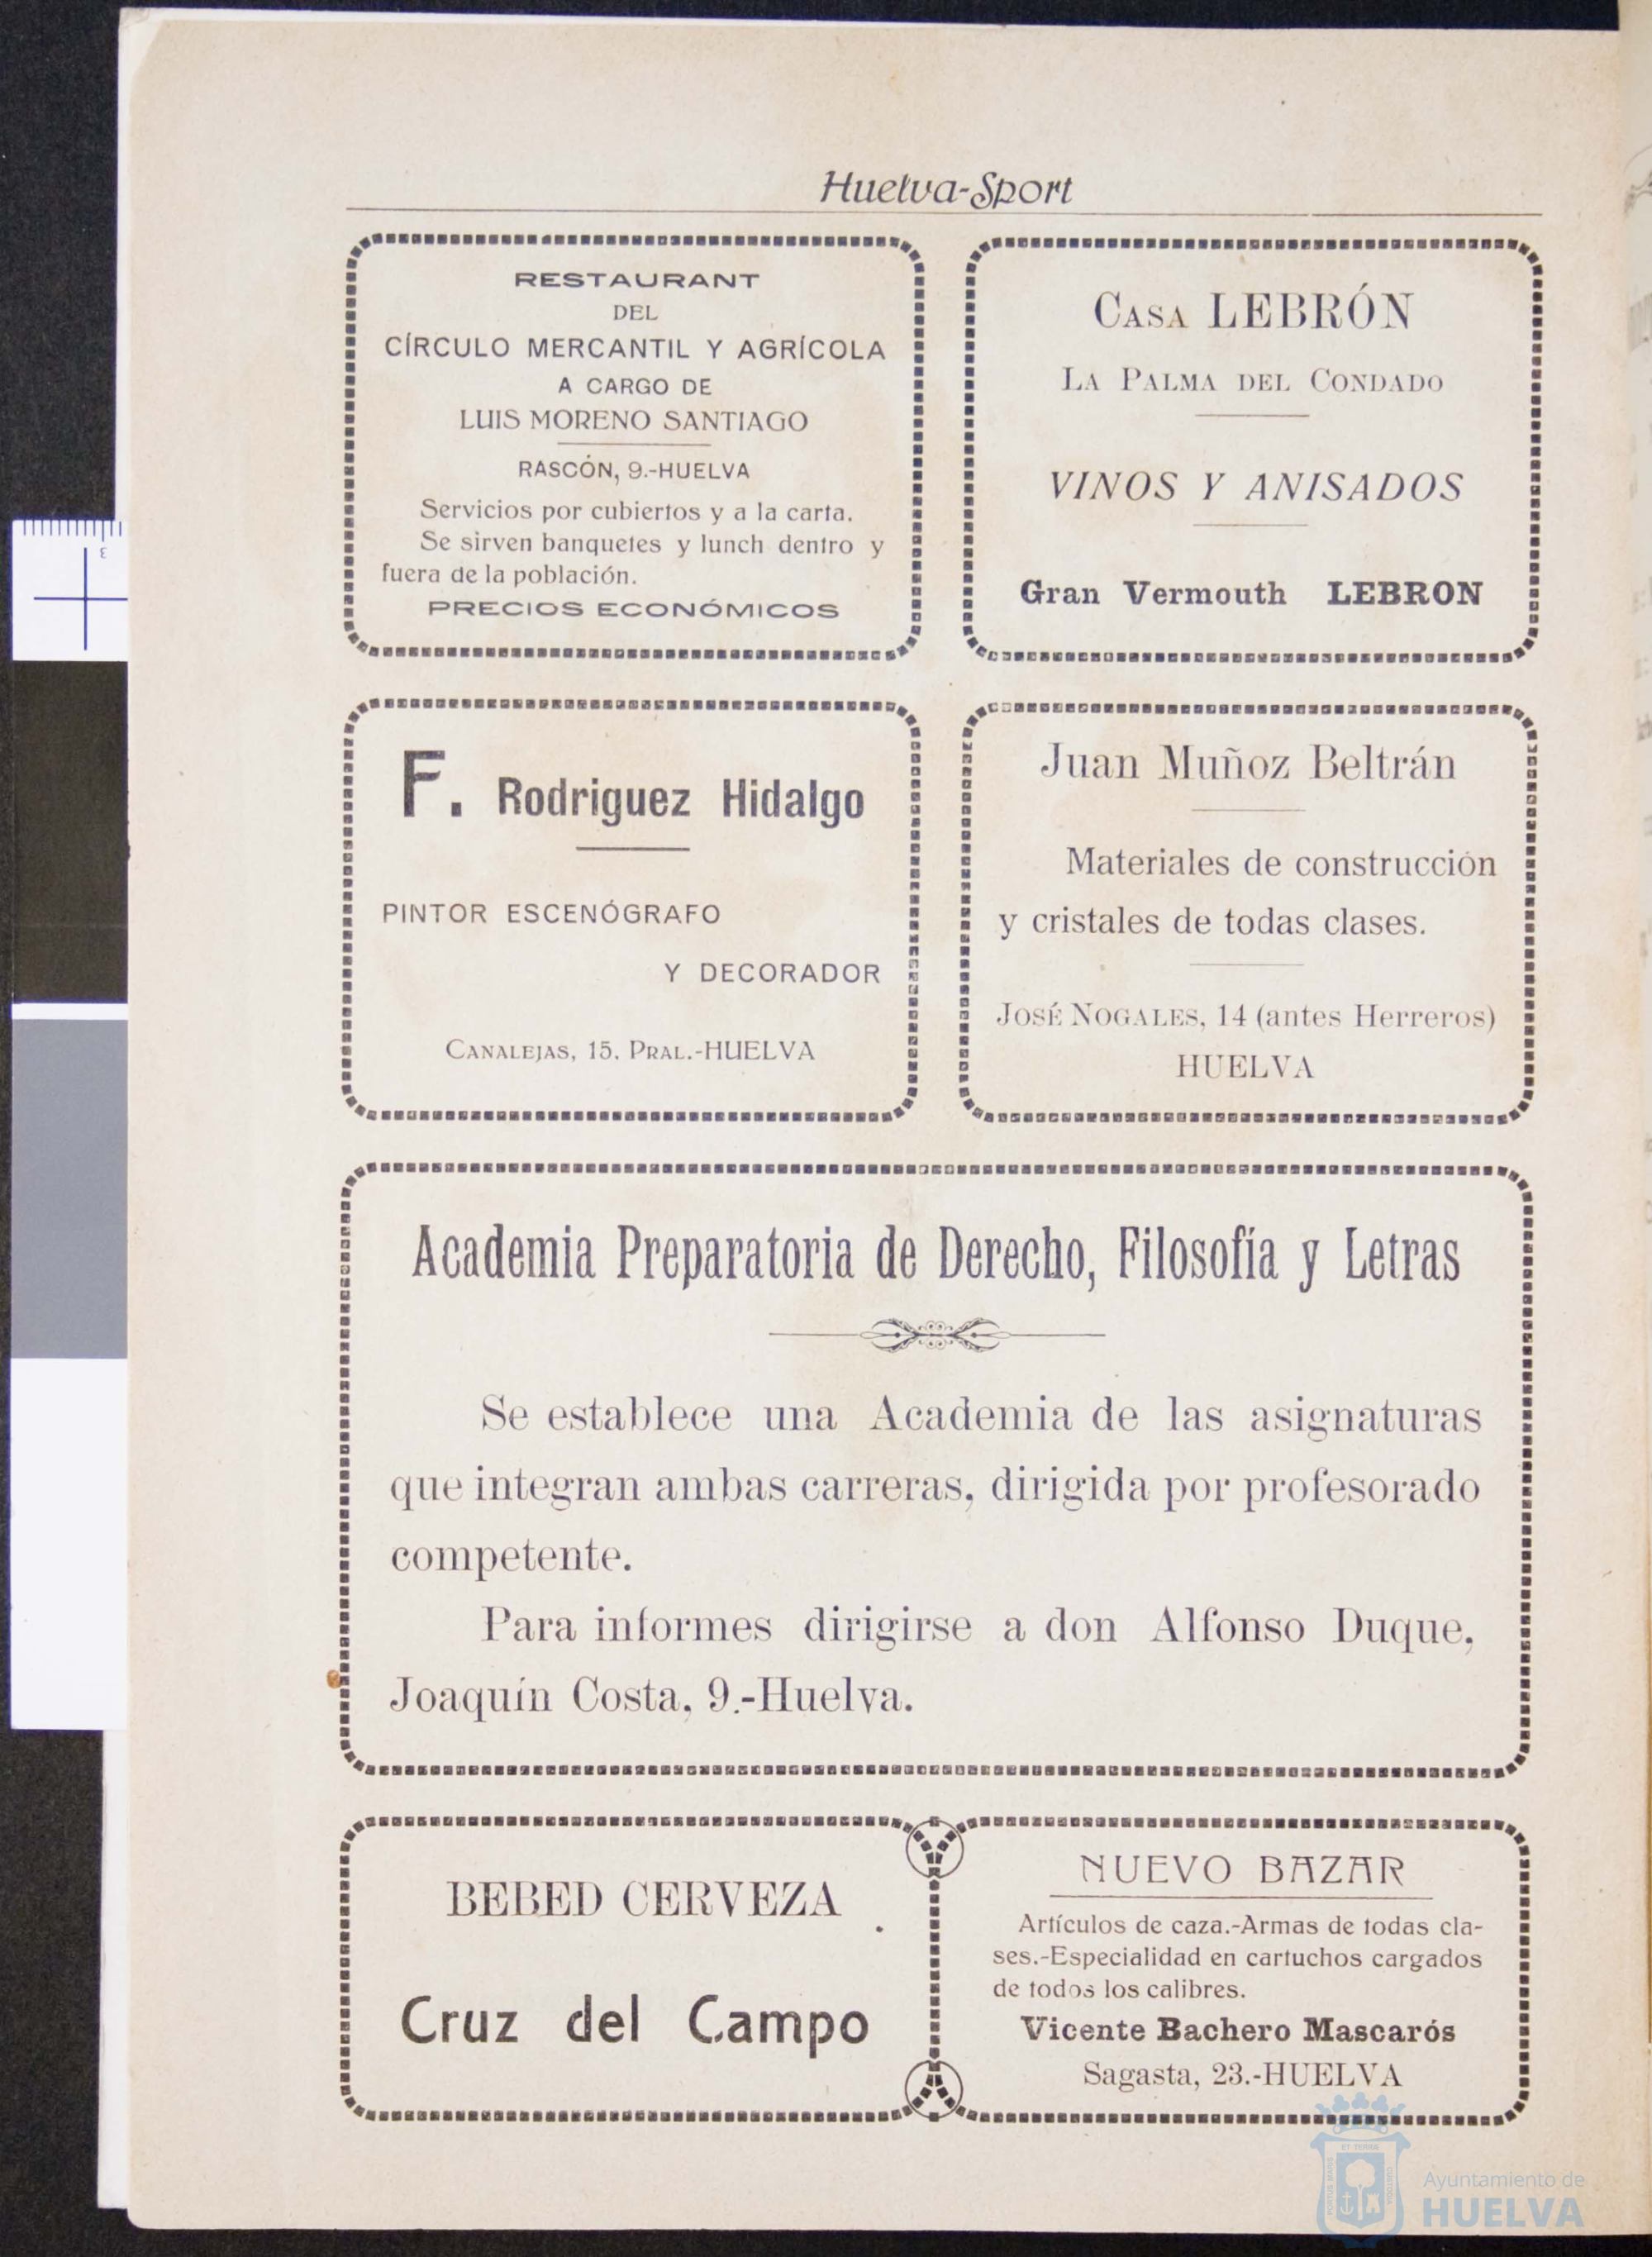 Huelva-Sport
RESTAURANT
DEL
CÍRCULO MERCANTIL Y AGRÍCOLA
A CARGO DE
LUIS MORENO SANTIAGO
RASCÓN, 9.-HUELVA
Servicios por cubiertos y a la carta.
Se sirven banquetes y lunch dentro y
fuera de la población.
PRECIOS ECONÓMICOS
CASA LEBRÓN
LA PALMA DEL CONDADO
VINOS Y ANISADOS
Gran Vermouth LEBRON
F. Rodriguez Hidalgo
PINTOR ESCENÓGRAFO
Y DECORADOR
CANALEJAS, 15. PRAL.-HUELVA
Juan Muñoz Beltrán
Materiales de construcción
y cristales de todas clases.
JOSÉ NOGALES, 14 (antes Herreros)
HUELVA
Academia Preparatoria de Derecho, Filosofía y Letras
Se establece una Academia de las asignaturas
que integran ambas carreras, dirigida por profesorado
competente.
Para informes dirigirse a don Alfonso Duque,
Joaquín Costa, 9.-Huelva.
BEBED CERVEZA
Cruz del Campo
NUEVO BAZAR
Artículos de caza.-Armas de todas cla-
ses.-Especialidad en cartuchos cargados
de todos los calibres.
Vicente Bachero Mascarós
Sagasta, 23.-HUELVA
Ayuntamiento de
HUELVA